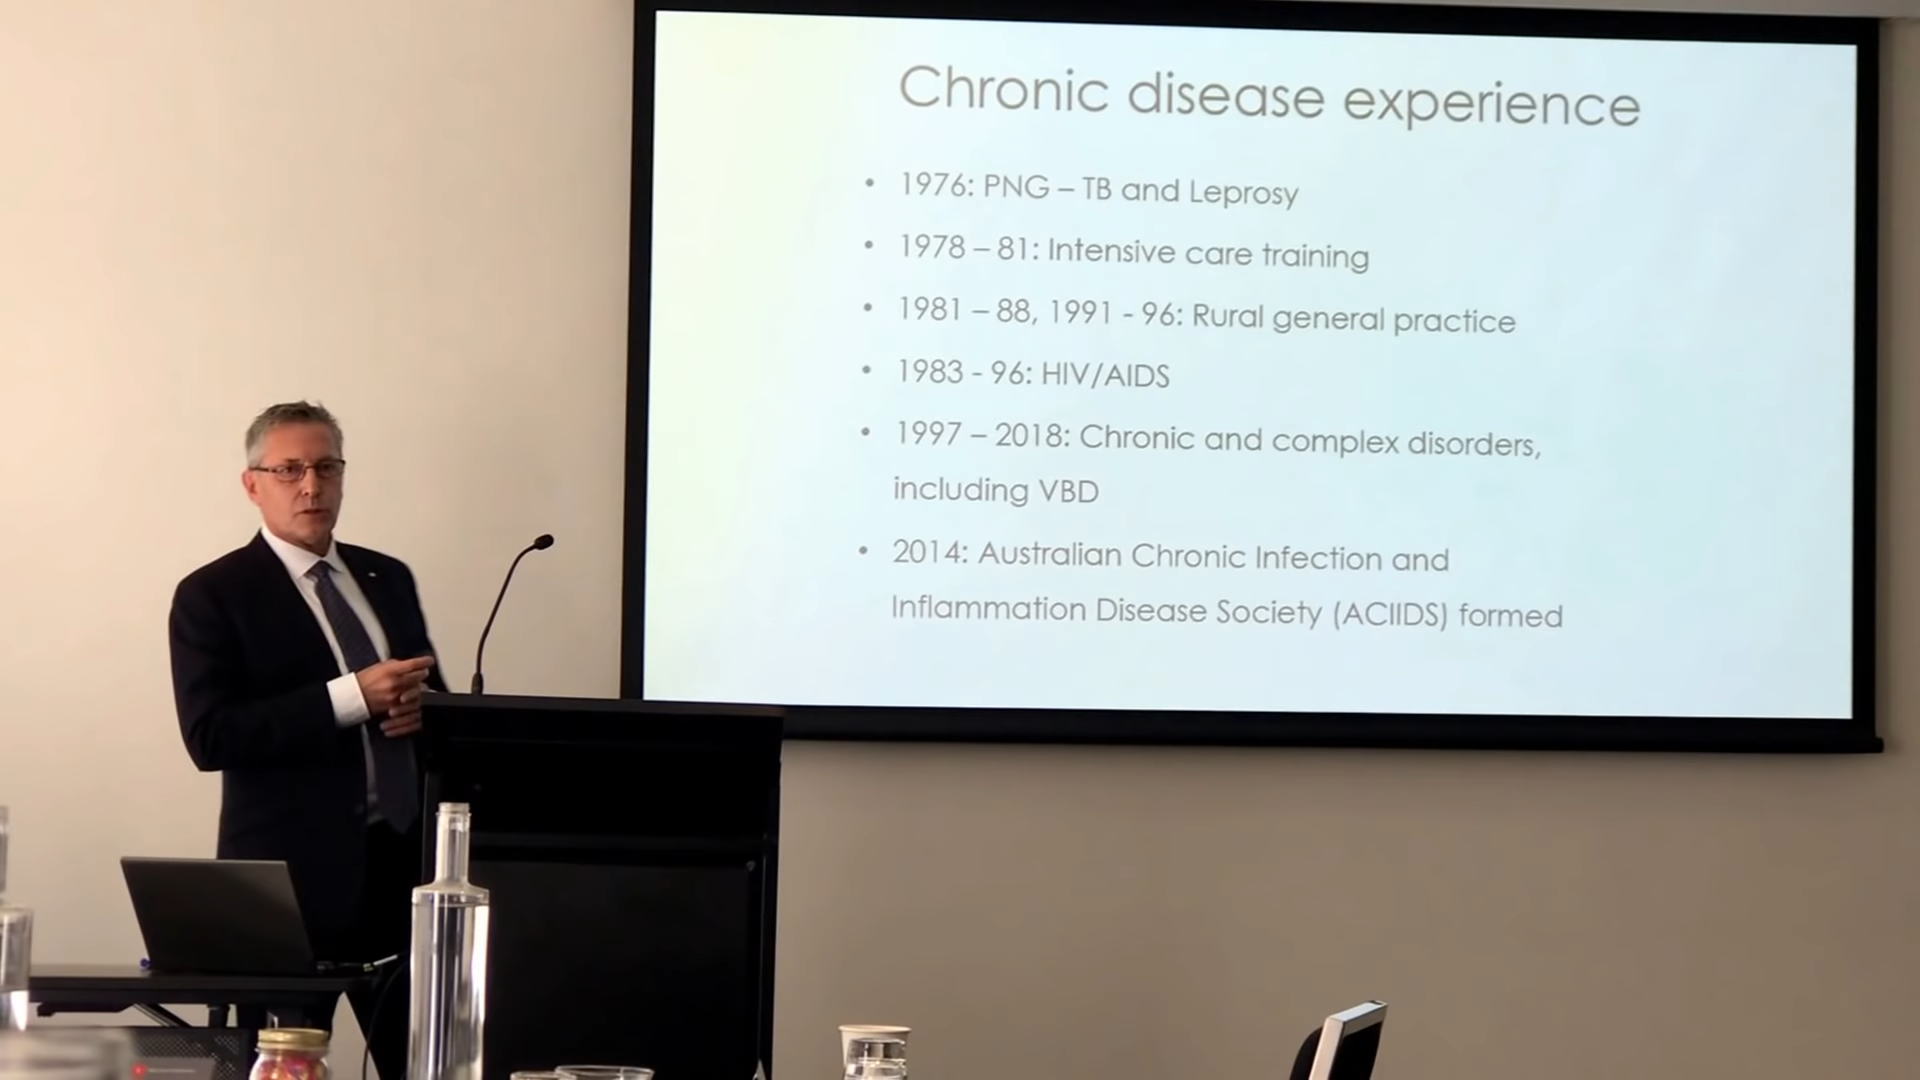 Chronic disease experience
• 1976: PNG – TB and Leprosy
• 1978 – 81: Intensive care training
• 1981 – 88, 1991 - 96: Rural general practice
• 1983 - 96: HIV/AIDS
• 1997 – 2018: Chronic and complex disorders,
including VBD
• 2014: Australian Chronic Infection and
Inflammation Disease Society (ACIIDS) formed